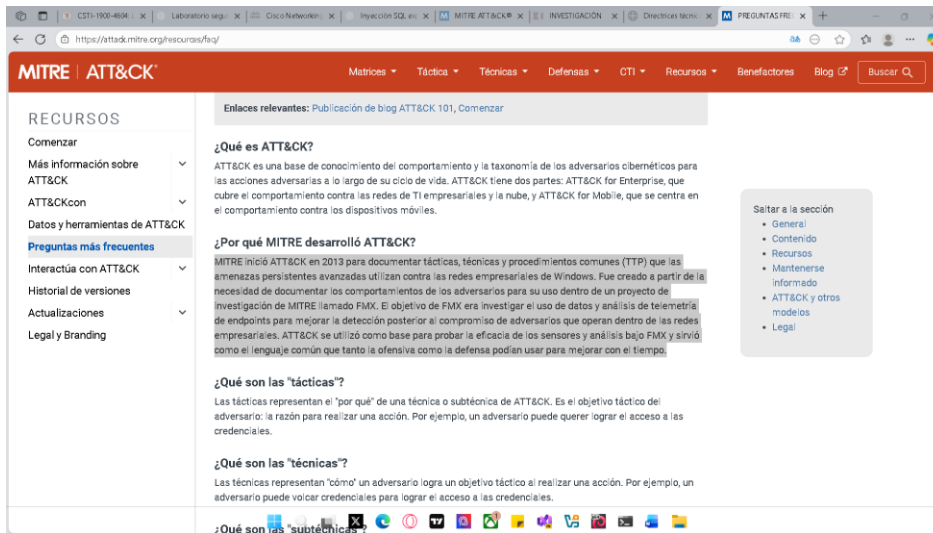 CSTI-1900-4604:
Laboratorio segur
Cisco Networking
Inyección SQL en
MITRE ATT&CK®
INVESTIGACIÓN
Directrices técnic
PREGUNTAS FRE
https://attack.mitre.org/resources/faq/
MITRE | ATT&CK®
Matrices
Táctica
Técnicas
Defensas
CTI
Recursos
Benefactores
Blog
Buscar
RECURSOS
Comenzar
Más información sobre
ATT&CK
ATT&CKcon
Datos y herramientas de ATT&CK
Preguntas más frecuentes
Interactúa con ATT&CK
Historial de versiones
Actualizaciones
Legal y Branding
Enlaces relevantes: Publicación de blog ATT&CK 101, Comenzar
¿Qué es ATT&CK?
ATT&CK es una base de conocimiento del comportamiento y la taxonomía de los adversarios cibernéticos para
las acciones adversarias a lo largo de su ciclo de vida. ATT&CK tiene dos partes: ATT&CK for Enterprise, que
cubre el comportamiento contra las redes de TI empresariales y la nube, y ATT&CK for Mobile, que se centra en
el comportamiento contra los dispositivos móviles.
¿Por qué MITRE desarrolló ATT&CK?
MITRE inició ATT&CK en 2013 para documentar tácticas, técnicas y procedimientos comunes (TTP) que las
amenazas persistentes avanzadas utilizan contra las redes empresariales de Windows. Fue creado a partir de la
necesidad de documentar los comportamientos de los adversarios para su uso dentro de un proyecto de
investigación de MITRE llamado FMX. El objetivo de FMX era investigar el uso de datos y análisis de telemetría
de endpoints para mejorar la detección posterior al compromiso de adversarios que operan dentro de las redes
empresariales. ATT&CK se utilizó como base para probar la eficacia de los sensores y análisis bajo FMX y sirvió
como el lenguaje común que tanto la ofensiva como la defensa podían usar para mejorar con el tiempo.
¿Qué son las "tácticas"?
Las tácticas representan el "por qué" de una técnica o subtécnica de ATT&CK. Es el objetivo táctico del
adversario: la razón para realizar una acción. Por ejemplo, un adversario puede querer lograr el acceso a las
credenciales.
¿Qué son las "técnicas"?
Las técnicas representan "cómo" un adversario logra un objetivo táctico al realizar una acción. Por ejemplo, un
adversario puede volcar credenciales para lograr el acceso a las credenciales.
¿Qué son las "subtécnicas"?
Saltar a la sección
General
Contenido
Recursos
Mantenerse
informado
ATT&CK y otros
modelos
Legal